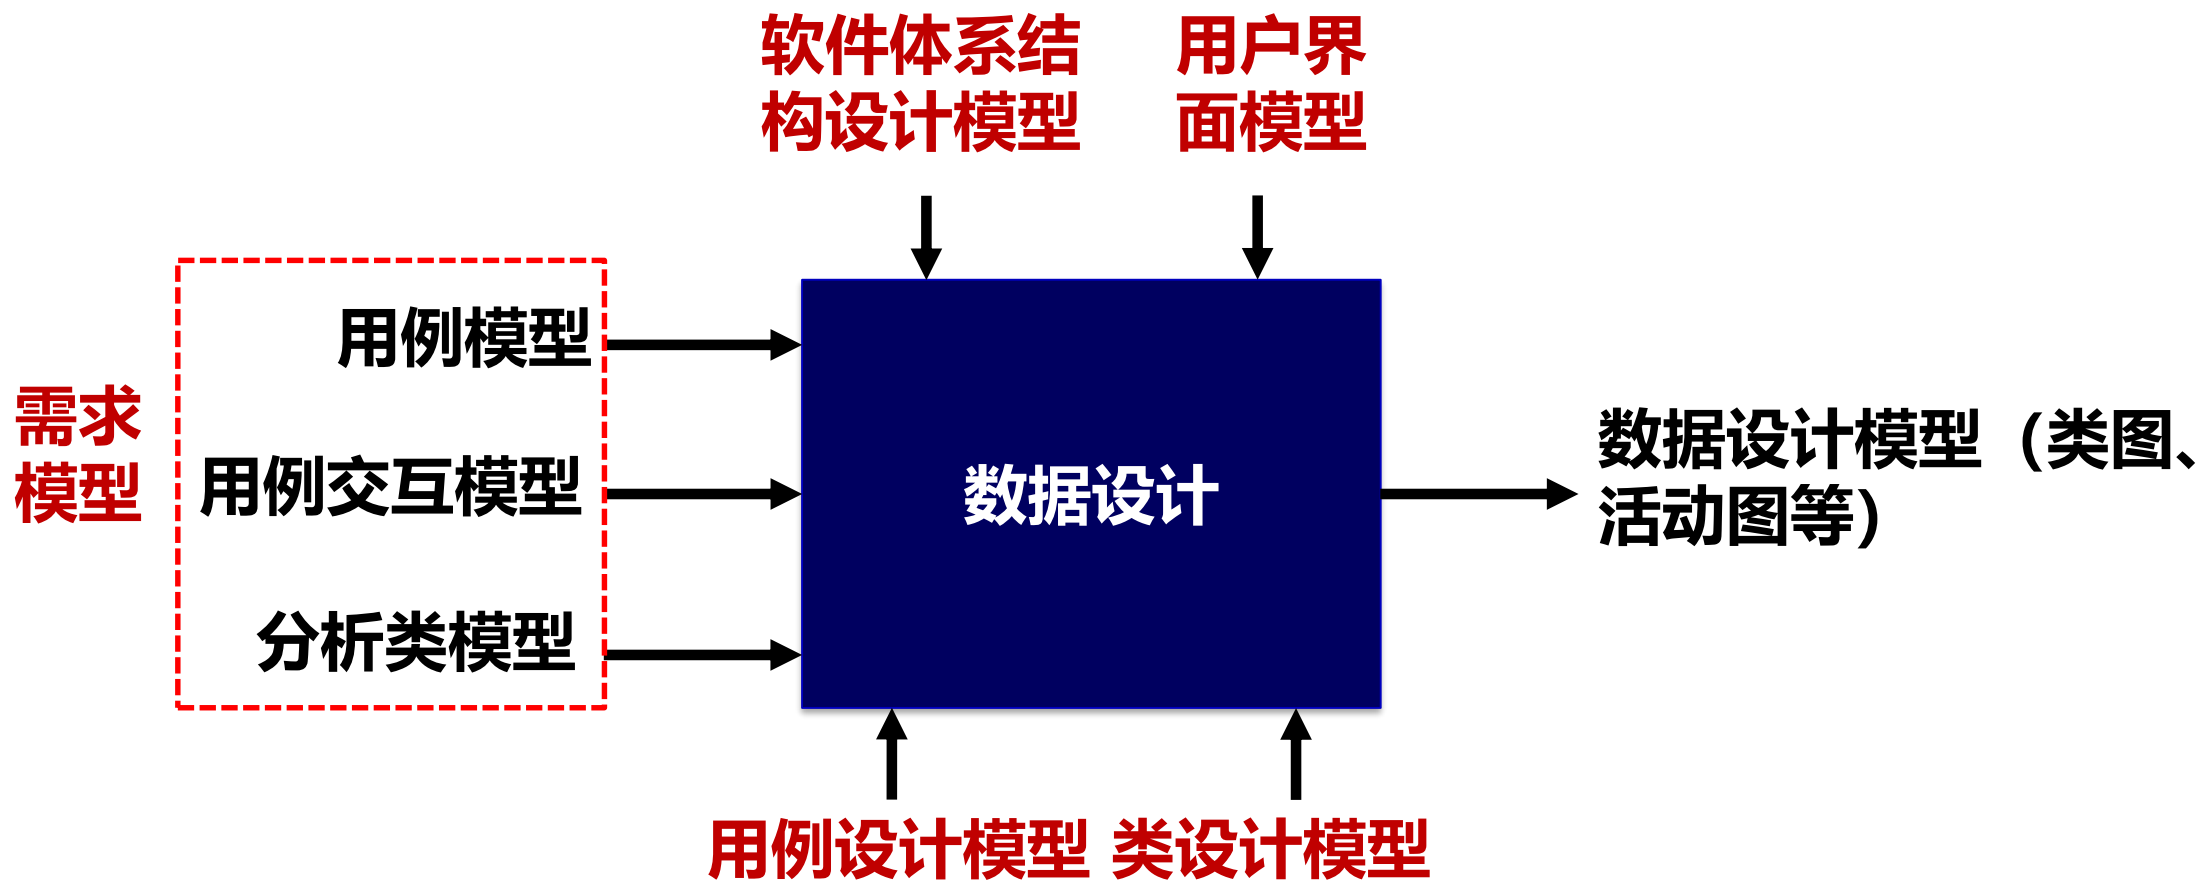 软件体系结
构设计模型
用户界
面模型
需求
模型
用例模型
用例交互模型
分析类模型
数据设计
数据设计模型（类图、
活动图等）
用例设计模型
类设计模型